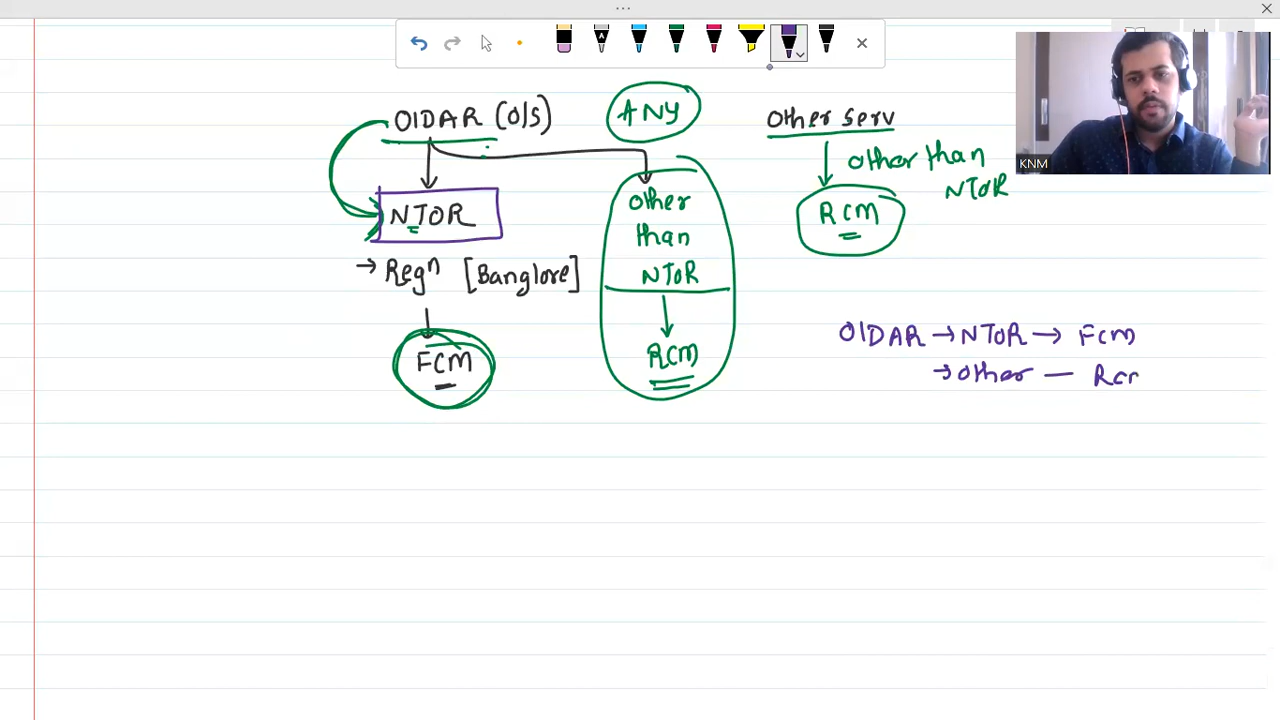 OIDAR (O/S)
ANY
Other Serv
Other than
NTOR
RCM
NTOR
Other
than
NTOR
→ Regn [Banglore]
FCM
RCM
OIDAR → NTOR → FCM
→ Other — RCM
KNM